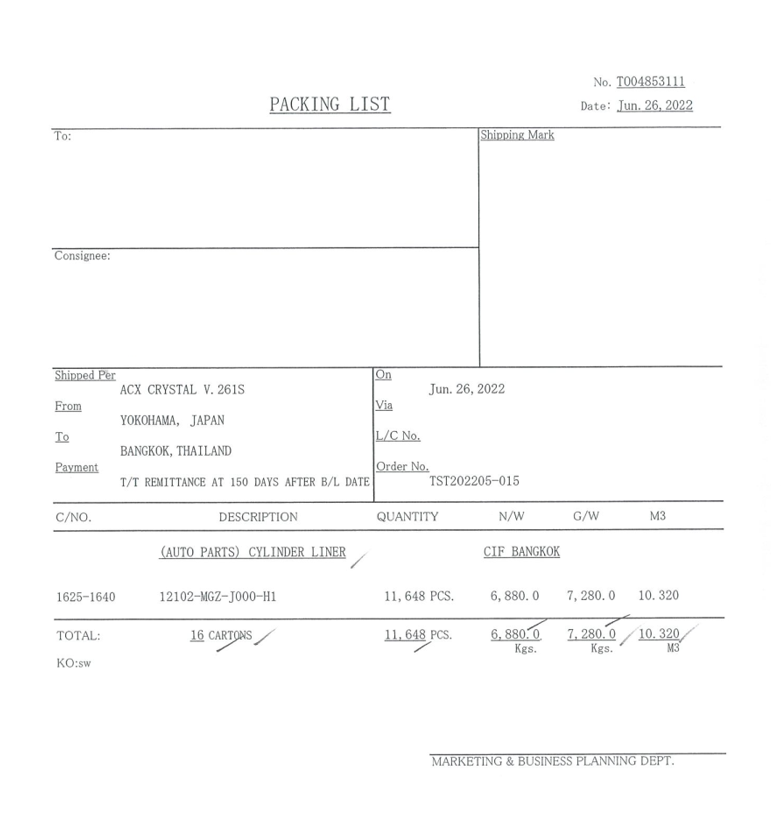 No. T004853111
PACKING LIST
Date: Jun. 26, 2022
To:
Shipping Mark
Consignee:
Shipped Per
ACX CRYSTAL V. 261S
On
Jun. 26, 2022
From
YOKOHAMA, JAPAN
Via
To
BANGKOK, THAILAND
L/C No.
Payment
T/T REMITTANCE AT 150 DAYS AFTER B/L DATE
Order No.
TST202205-015
C/NO. DESCRIPTION QUANTITY N/W G/W M3
(AUTO PARTS) CYLINDER LINER CIF BANGKOK
1625-1640 12102-MGZ-J000-H1 11,648 PCS. 6,880.0 7,280.0 10.320
TOTAL: 16 CARTONS 11,648 PCS. 6,880.0 7,280.0 10.320
Kgs. Kgs. M3
KO:sw
MARKETING & BUSINESS PLANNING DEPT.